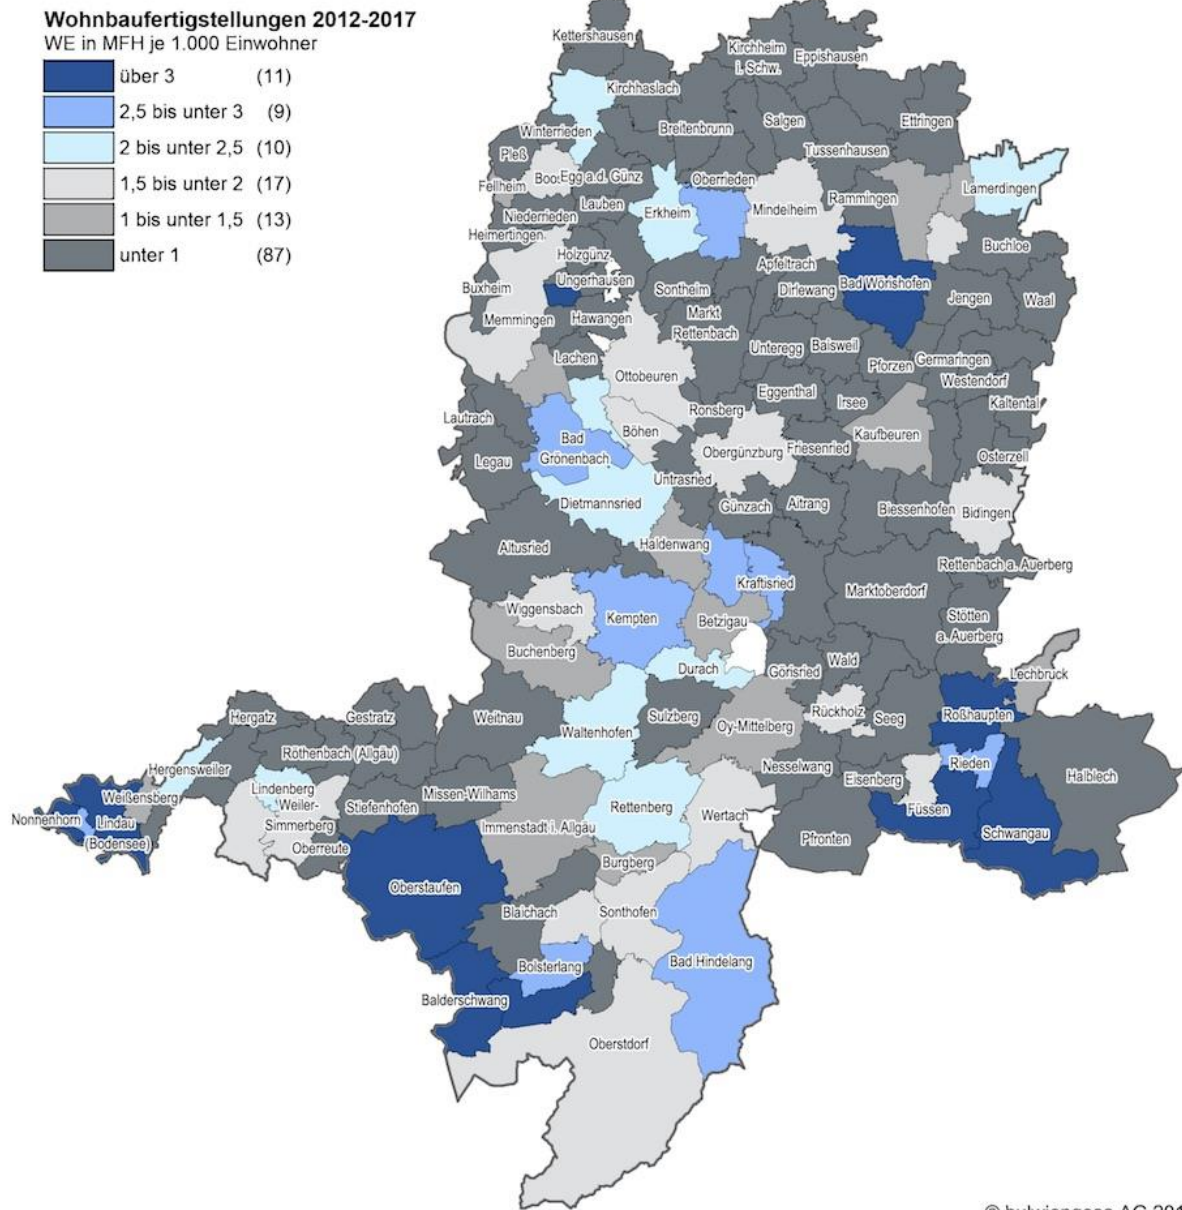 Wohnbaufertigstellungen 2012-2017
WE in MFH je 1.000 Einwohner
über 3 (11)
2,5 bis unter 3 (9)
2 bis unter 2,5 (10)
1,5 bis unter 2 (17)
1 bis unter 1,5 (13)
unter 1 (87)
Kettershausen
Kirchheim
i. Schw.
Eppishausen
Kirchhaslach
Winterrieden
Breitenbrunn
Salgen
Ettringen
Pleß
Tussenhausen
Fellheim
Egg a.d. Günz
Oberrieden
Lamerdingen
Lauben
Erkheim
Mindelheim
Rammingen
Niederrieden
Heimertingen
Buchloe
Holzgünz
Apfeltrach
Ungerhausen
Buxheim
Sontheim
Dirlewang
Bad Wörishofen
Jengen
Waal
Memmingen
Hawangen
Markt
Rettenbach
Lachen
Unteregg
Baisweil
Pforzen
Germaringen
Westendorf
Ottobeuren
Eggenthal
Irsee
Kaltental
Lautrach
Ronsberg
Bad
Grönenbach
Böhen
Obergünzburg
Friesenried
Kaufbeuren
Osterzell
Legau
Untrasried
Dietmannsried
Günzach
Aitrang
Biessenhofen
Bidingen
Altusried
Haldenwang
Rettenbach a. Auerberg
Kraftisried
Marktoberdorf
Wiggensbach
Kempten
Betzigau
Stötten
a. Auerberg
Buchenberg
Durach
Görisried
Wald
Lechbruck
Hergatz
Gestratz
Weitnau
Sulzberg
Oy-Mittelberg
Rückholz
Seeg
Roßhaupten
Waltenhofen
Röthenbach (Allgäu)
Hergensweiler
Nesselwang
Rieden
Eisenberg
Halblech
Weißensberg
Lindenberg
Weiler-
Simmerberg
Stiefenhofen
Missen-Wilhams
Rettenberg
Nonnenhorn
Lindau
(Bodensee)
Immenstadt i. Allgäu
Wertach
Füssen
Schwangau
Oberreute
Pfronten
Burgberg
Oberstaufen
Blaichach
Sonthofen
Bolsterlang
Bad Hindelang
Balderschwang
Oberstdorf